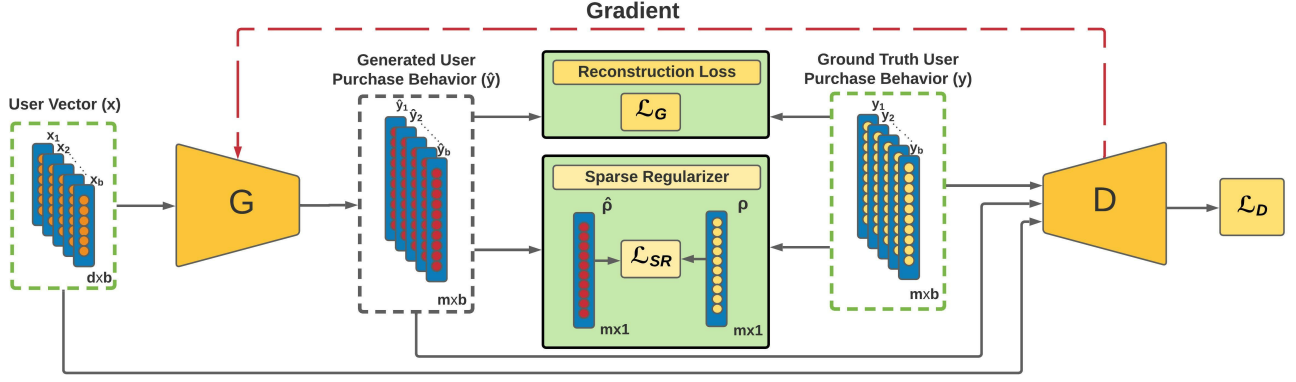 Gradient
User Vector (x)
x1
x2
xb
dxb
G
Generated User
Purchase Behavior (ŷ)
ŷ1
ŷ2
ŷb
mxb
Reconstruction Loss
ℒG
Sparse Regularizer
ρ̂
ρ
ℒSR
mx1
mx1
Ground Truth User
Purchase Behavior (y)
y1
y2
yb
mxb
D
ℒD